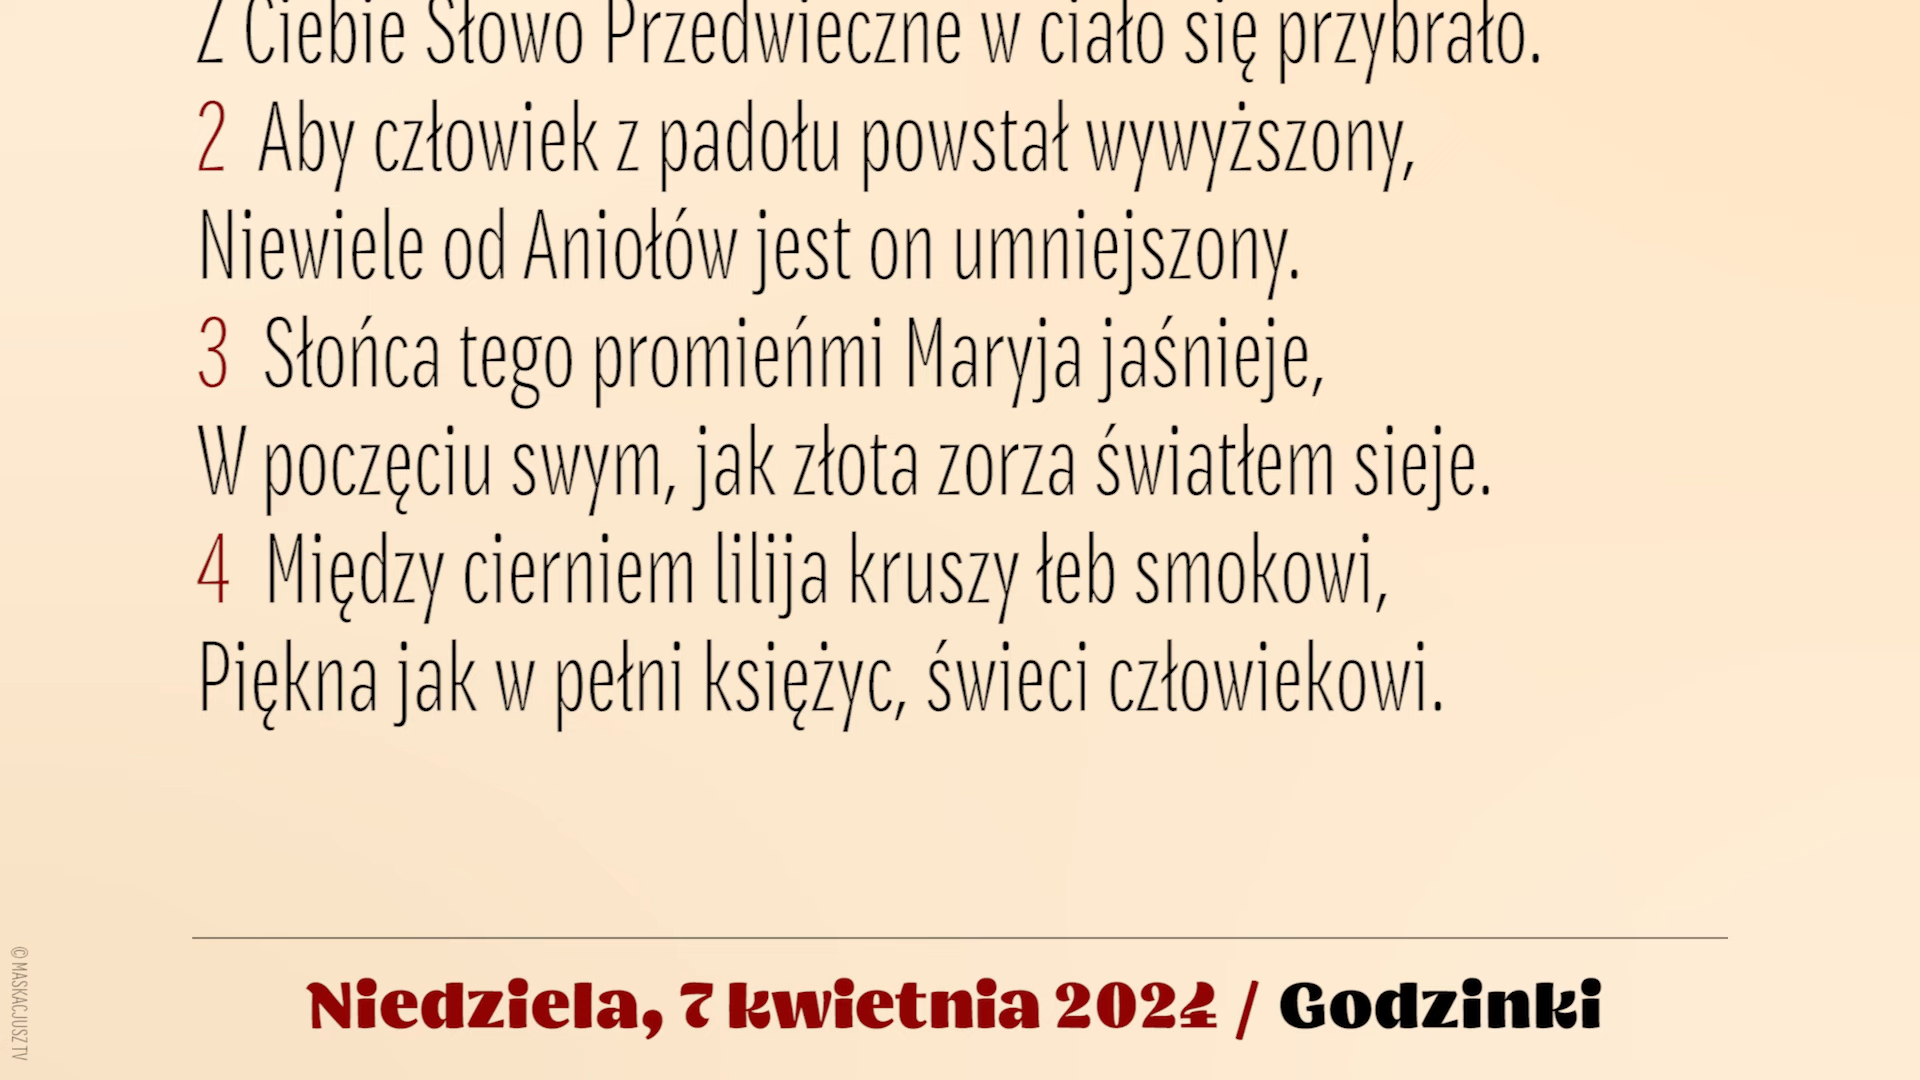 Z Ciebie Słowo Przedwieczne w ciało się przybrało.
2 Aby człowiek z padołu powstał wywyższony,
Niewiele od Aniołów jest on umniejszony.
3 Słońca tego promieńmi Maryja jaśnieje,
W poczęciu swym, jak złota zorza światłem sieje.
4 Między cierniem lilija kruszy łeb smokowi,
Piękna jak w pełni księżyc, świeci człowiekowi.
© MASKACJUSZ TV
Niedziela, 7 kwietnia 2024 / Godzinki